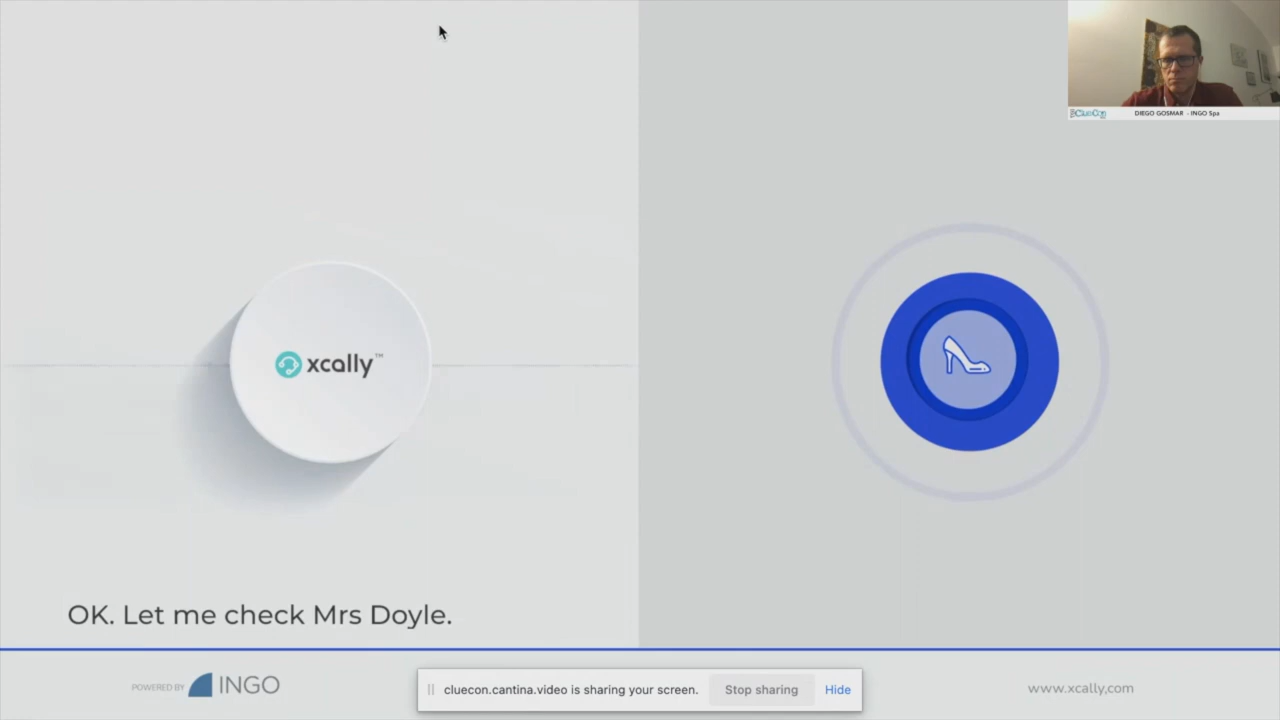 ClueCon
DIEGO GOSMAR - INGO Spa
xcally™
OK. Let me check Mrs Doyle.
POWERED BY INGO
cluecon.cantina.video is sharing your screen. Stop sharing Hide
www.xcally,com